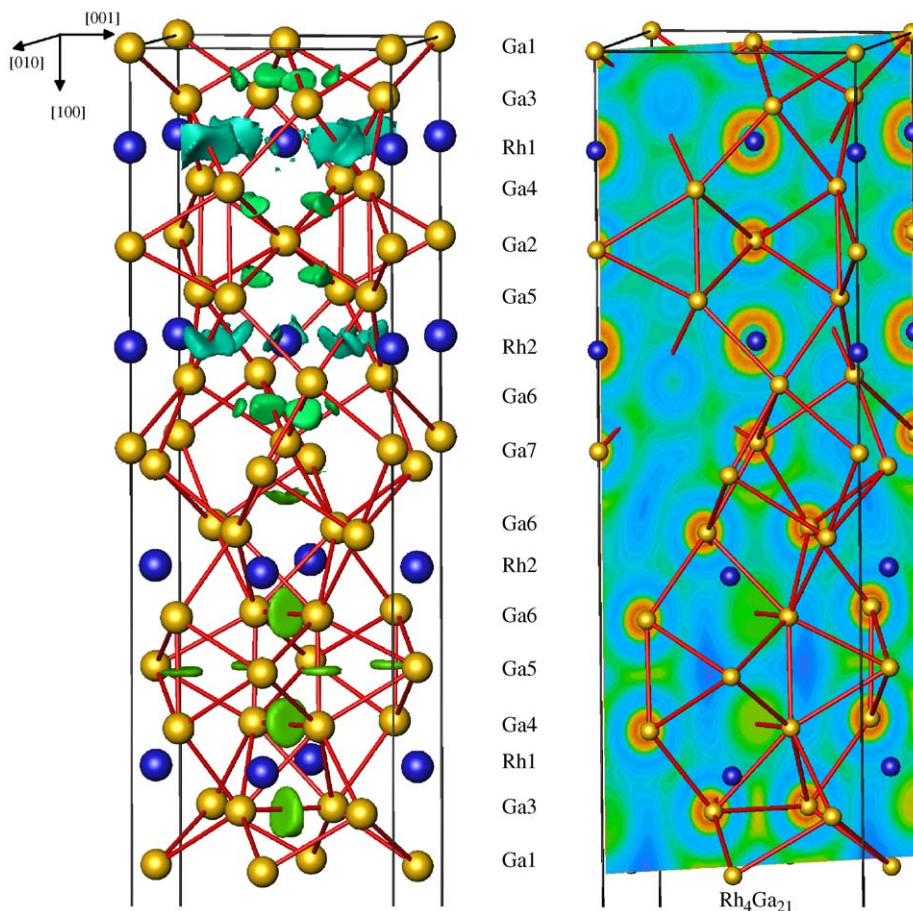 [001]
[010]
[100]
Ga1
Ga3
Rh1
Ga4
Ga2
Ga5
Rh2
Ga6
Ga7
Ga6
Rh2
Ga6
Ga5
Ga4
Rh1
Ga3
Ga1
Rh4Ga21